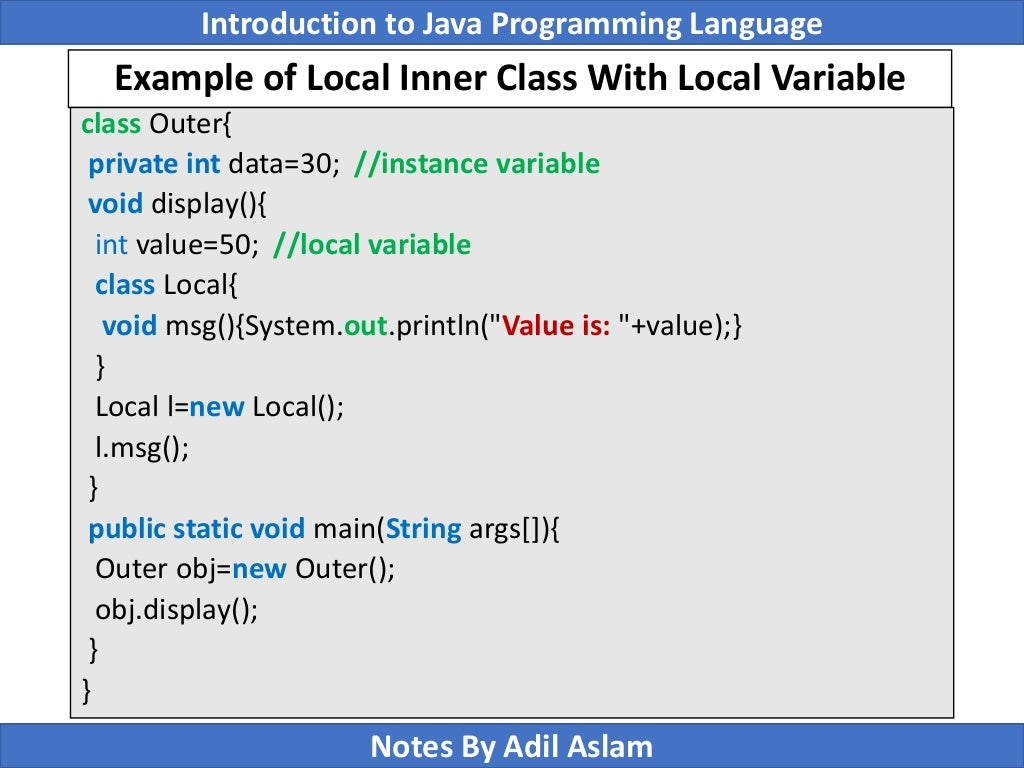 Introduction to Java Programming Language
Example of Local Inner Class With Local Variable
class Outer{
private int data=30; //instance variable
void display(){
int value=50; //local variable
class Local{
void msg(){System.out.println("Value is: "+value);}
}
Local l=new Local();
l.msg();
}
public static void main(String args[]){
Outer obj=new Outer();
obj.display();
}
}
Notes By Adil Aslam